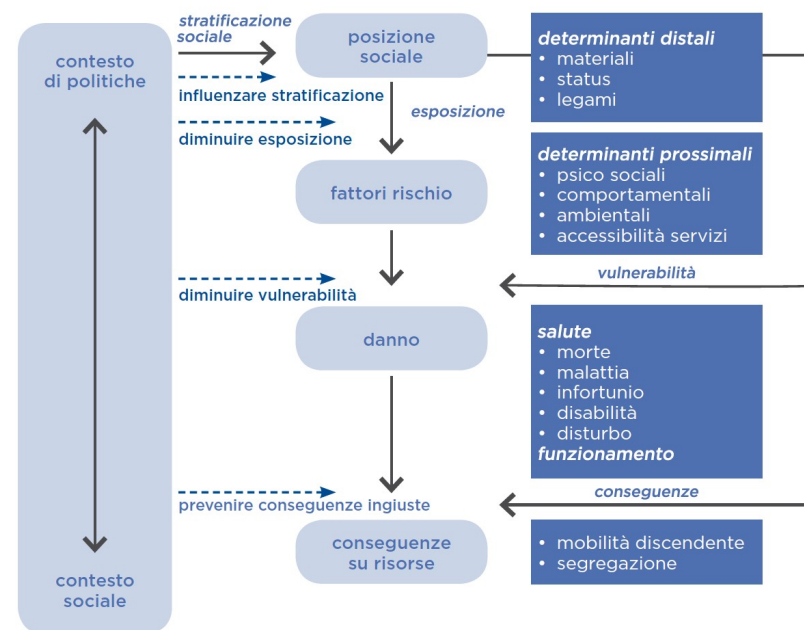 contesto
di politiche
contesto
sociale
stratificazione
sociale
influenzare stratificazione
diminuire esposizione
diminuire vulnerabilità
prevenire conseguenze ingiuste
posizione
sociale
esposizione
fattori rischio
danno
conseguenze
su risorse
determinanti distali
• materiali
• status
• legami
determinanti prossimali
• psico sociali
• comportamentali
• ambientali
• accessibilità servizi
vulnerabilità
salute
• morte
• malattia
• infortunio
• disabilità
• disturbo
funzionamento
conseguenze
• mobilità discendente
• segregazione